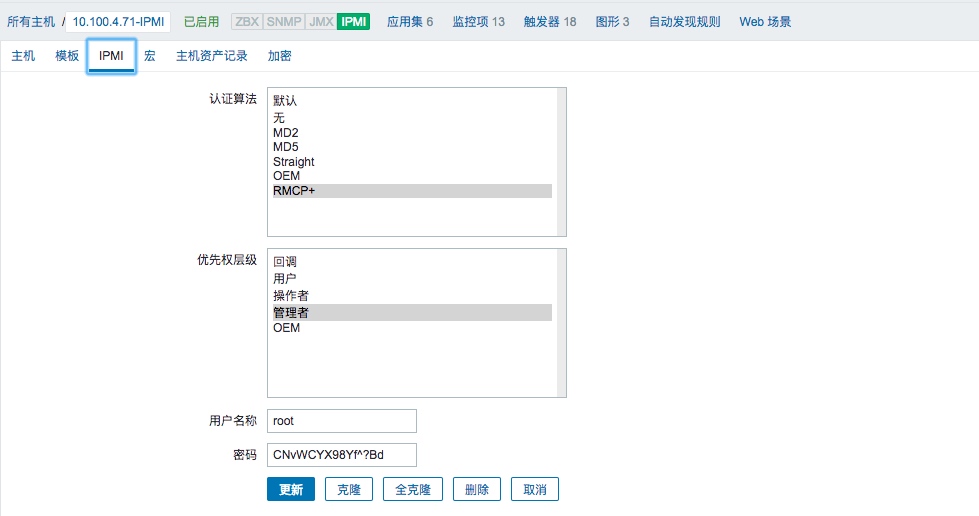 所有主机 / 10.100.4.71-IPMI 已启用 ZBX SNMP JMX IPMI 应用集 6 监控项 13 触发器 18 图形 3 自动发现规则 Web 场景
主机 模板 IPMI 宏 主机资产记录 加密
认证算法 默认
无
MD2
MD5
Straight
OEM
RMCP+
优先权层级 回调
用户
操作者
管理者
OEM
用户名称 root
密码 CNvWCYX98Yf^?Bd
更新 克隆 全克隆 删除 取消